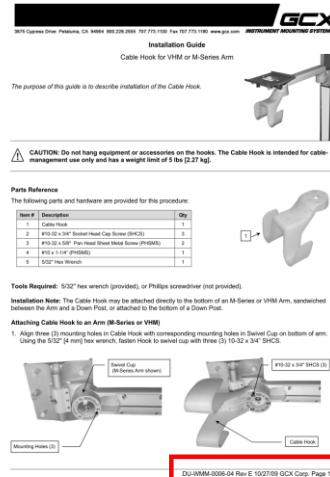 GCX
3875 Cypress Drive Petaluma, CA 94954 800.228.2555 707.773.1100 Fax 707.773.1180 www.gcx.com INSTRUMENT MOUNTING SYSTEMS
Installation Guide
Cable Hook for VHM or M-Series Arm
The purpose of this guide is to describe installation of the Cable Hook.
CAUTION: Do not hang equipment or accessories on the hooks. The Cable Hook is intended for cable-
management use only and has a weight limit of 5 lbs [2.27 kg].
Parts Reference
The following parts and hardware are provided for this procedure:
Item # Description Qty
1 Cable Hook 1
2 #10-32 x 3/4" Socket Head Cap Screw (SHCS) 3
3 #10-32 x 5/8" Pan Head Sheet Metal Screw (PHSMS) 2
4 #10 x 1-1/4" (PHSMS) 1
5 5/32" Hex Wrench 1
1
Tools Required: 5/32" hex wrench (provided), or Phillips screwdriver (not provided).
Installation Note: The Cable Hook may be attached directly to the bottom of an M-Series or VHM Arm, sandwiched
between the Arm and a Down Post, or attached to the bottom of a Down Post.
Attaching Cable Hook to an Arm (M-Series or VHM)
1. Align three (3) mounting holes in Cable Hook with corresponding mounting holes in Swivel Cup on bottom of arm.
Using the 5/32" [4 mm] hex wrench, fasten Hook to swivel cup with three (3) 10-32 x 3/4" SHCS.
Swivel Cup
(M-Series Arm shown)
#10-32 x 3/4" SHCS (3)
Mounting Holes (3)
Cable Hook
DU-WMM-0006-04 Rev E 10/27/09 GCX Corp. Page 1